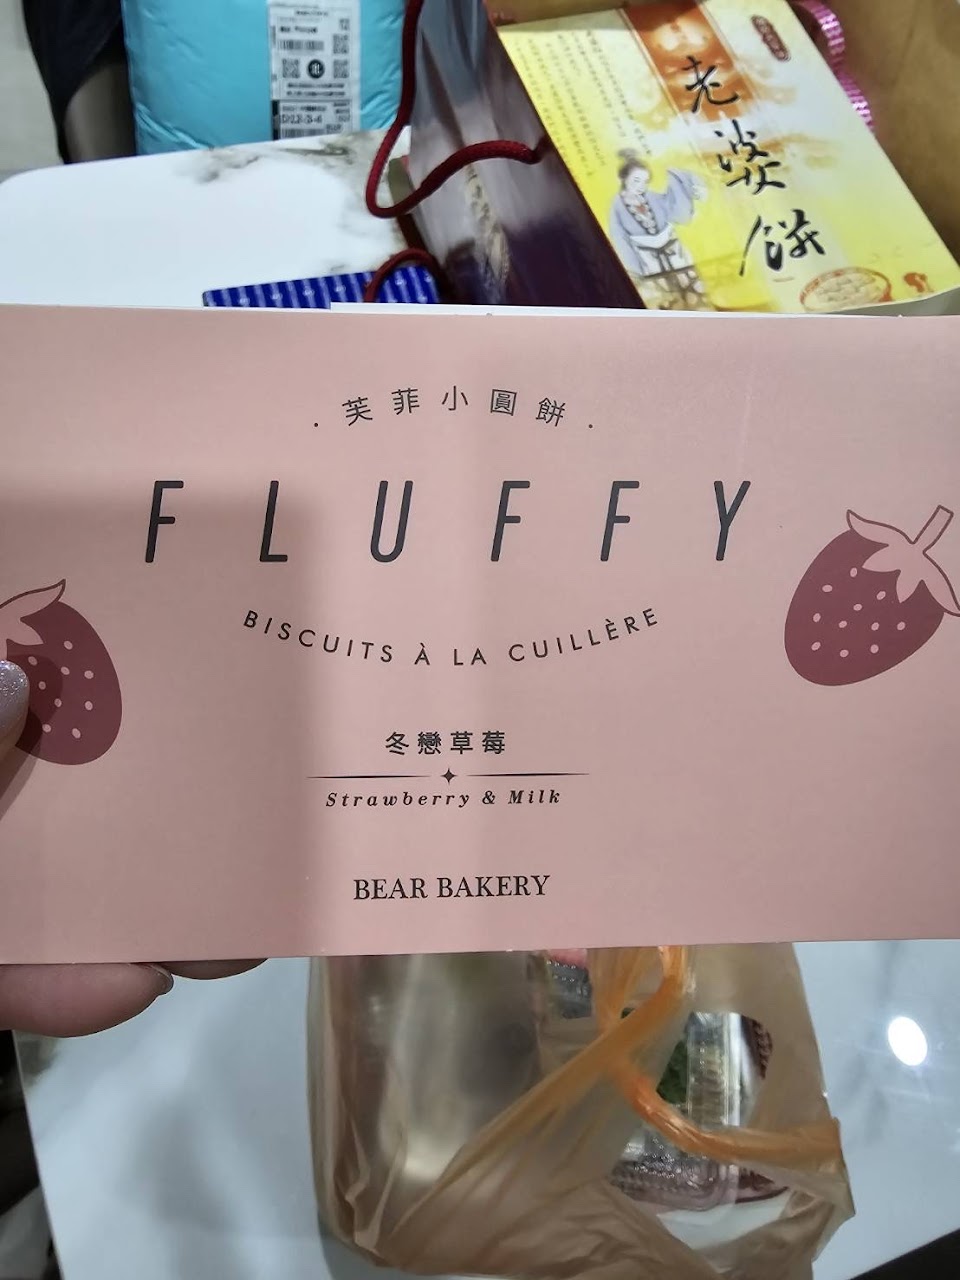 老婆餅
芙菲小圓餅
FLUFFY
BISCUITS À LA CUILLÈRE
冬戀草莓
Strawberry & Milk
BEAR BAKERY